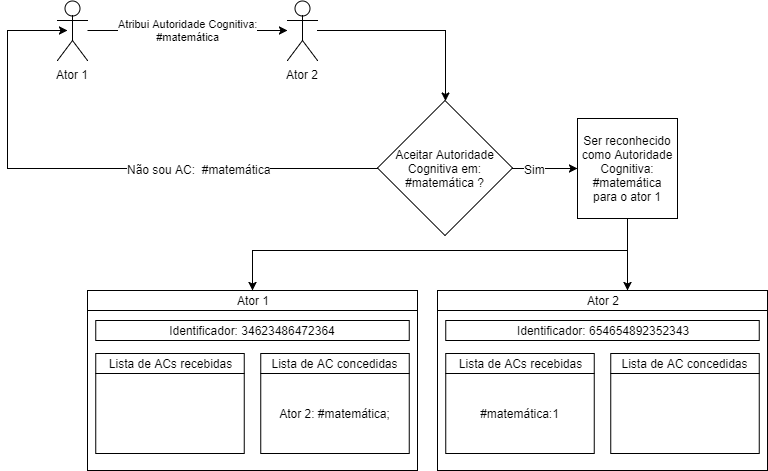 Atribui Autoridade Cognitiva:
#matemática
Ator 1
Ator 2
Aceitar Autoridade
Cognitiva em:
#matemática ?
Não sou AC:  #matemática
Sim
Ser reconhecido
como Autoridade
Cognitiva:
#matemática
para o ator 1
Ator 1
Identificador: 34623486472364
Lista de ACs recebidas
Lista de AC concedidas
Ator 2: #matemática;
Ator 2
Identificador: 654654892352343
Lista de ACs recebidas
Lista de AC concedidas
#matemática:1